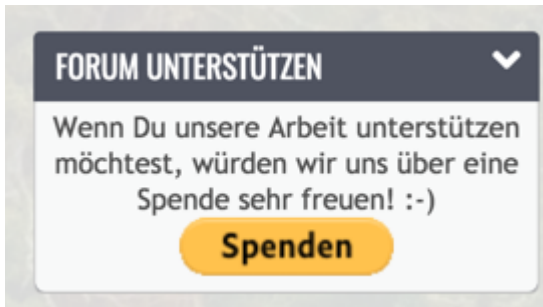 FORUM UNTERSTÜTZEN
Wenn Du unsere Arbeit unterstützen
möchtest, würden wir uns über eine
Spende sehr freuen! :-)
Spenden